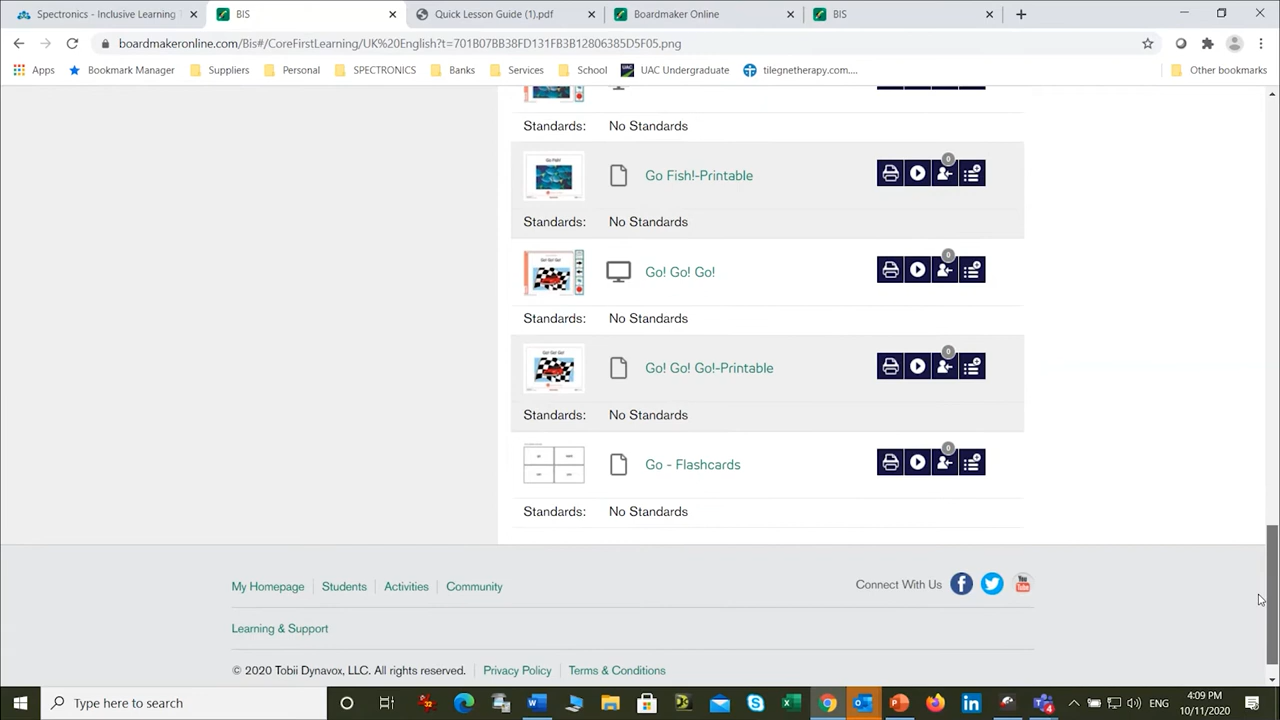 Spectronics - Inclusive Learning
BIS
Quick Lesson Guide (1).pdf
Boardmaker Online
BIS
boardmakeronline.com/Bis#/CoreFirstLearning/UK%20English?t=701B07BB38FD131FB3B12806385D5F05.png
Apps
Bookmark Manager
Suppliers
Personal
SPECTRONICS
Banks
Services
School
UAC Undergraduate
tilegnetherapy.com....
Other bookmarks
Standards: No Standards
Go Fish!-Printable
0
Standards: No Standards
Go! Go! Go!
0
Standards: No Standards
Go! Go! Go!-Printable
0
Standards: No Standards
Go - Flashcards
0
Standards: No Standards
My Homepage
Students
Activities
Community
Connect With Us
Learning & Support
© 2020 Tobii Dynavox, LLC. All rights reserved.
Privacy Policy
Terms & Conditions
Type here to search
ENG
4:09 PM
10/11/2020